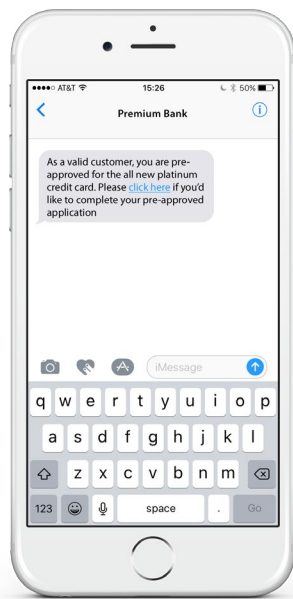 AT&T 15:26 50%
Premium Bank
As a valid customer, you are pre-
approved for the all new platinum
credit card. Please click here if you'd
like to complete your pre-approved
application
iMessage
q w e r t y u i o p
a s d f g h j k l
z x c v b n m
123 space . Go